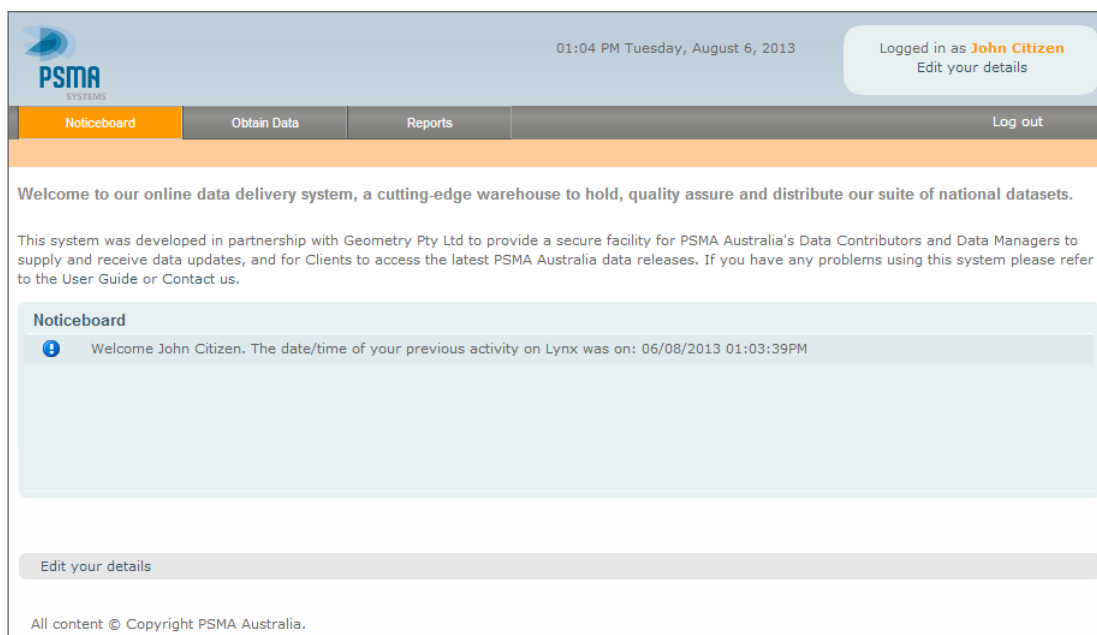 PSMA
SYSTEMS
01:04 PM Tuesday, August 6, 2013
Logged in as John Citizen
Edit your details
Noticeboard
Obtain Data
Reports
Log out
Welcome to our online data delivery system, a cutting-edge warehouse to hold, quality assure and distribute our suite of national datasets.
This system was developed in partnership with Geometry Pty Ltd to provide a secure facility for PSMA Australia's Data Contributors and Data Managers to
supply and receive data updates, and for Clients to access the latest PSMA Australia data releases. If you have any problems using this system please refer
to the User Guide or Contact us.
Noticeboard
Welcome John Citizen. The date/time of your previous activity on Lynx was on: 06/08/2013 01:03:39PM
Edit your details
All content © Copyright PSMA Australia.